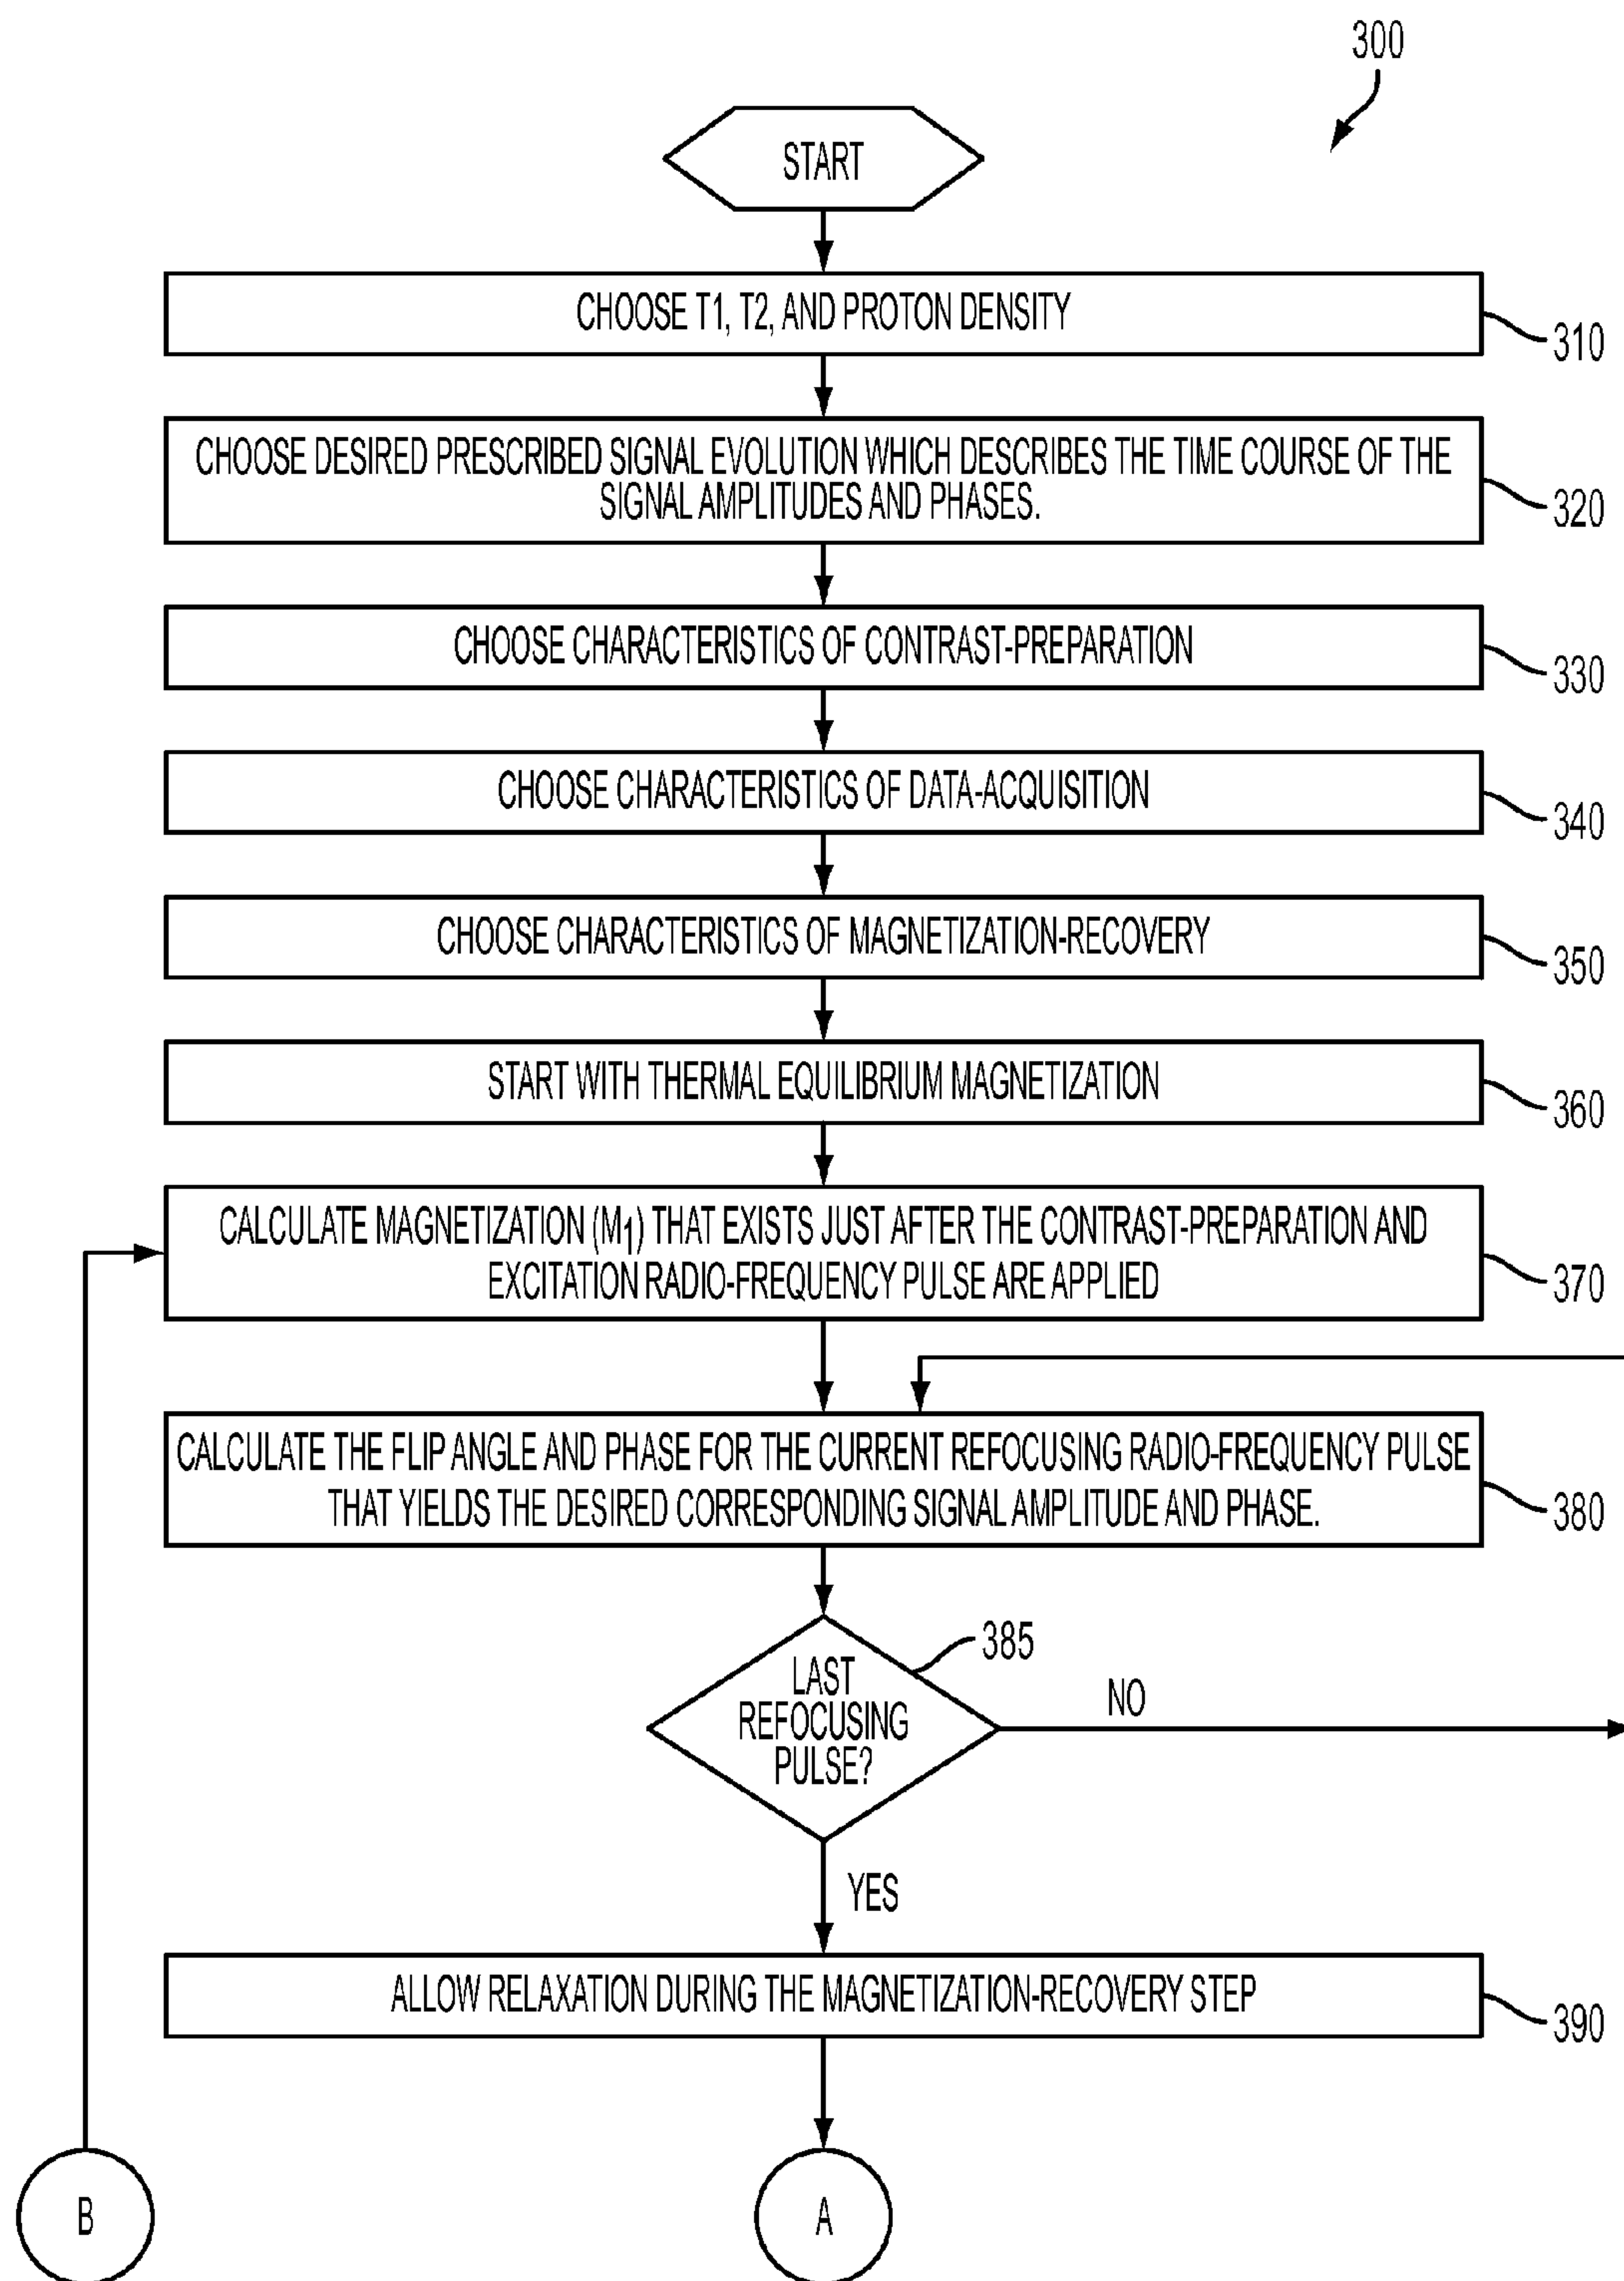 300
START
CHOOSE T1, T2, AND PROTON DENSITY
310
CHOOSE DESIRED PRESCRIBED SIGNAL EVOLUTION WHICH DESCRIBES THE TIME COURSE OF THE
SIGNAL AMPLITUDES AND PHASES.
320
CHOOSE CHARACTERISTICS OF CONTRAST-PREPARATION
330
CHOOSE CHARACTERISTICS OF DATA-ACQUISITION
340
CHOOSE CHARACTERISTICS OF MAGNETIZATION-RECOVERY
350
START WITH THERMAL EQUILIBRIUM MAGNETIZATION
360
CALCULATE MAGNETIZATION (M1) THAT EXISTS JUST AFTER THE CONTRAST-PREPARATION AND
EXCITATION RADIO-FREQUENCY PULSE ARE APPLIED
370
CALCULATE THE FLIP ANGLE AND PHASE FOR THE CURRENT REFOCUSING RADIO-FREQUENCY PULSE
THAT YIELDS THE DESIRED CORRESPONDING SIGNAL AMPLITUDE AND PHASE.
380
385
LAST
REFOCUSING
PULSE?
NO
YES
ALLOW RELAXATION DURING THE MAGNETIZATION-RECOVERY STEP
390
B
A